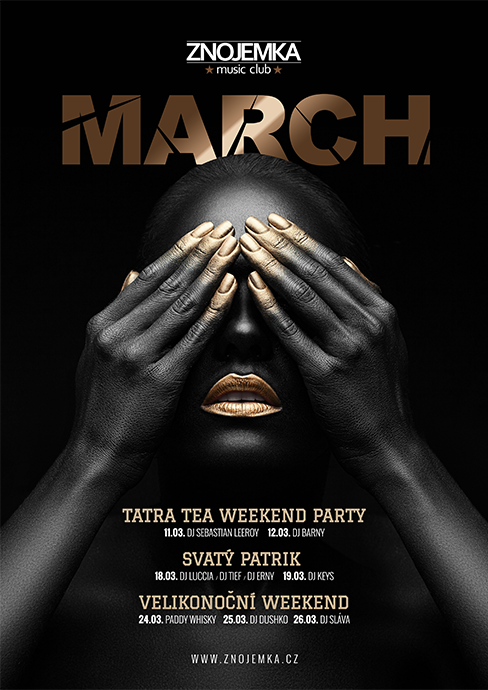 ZNOJEMKA
music club
MARCH
TATRA TEA WEEKEND PARTY
11.03. DJ SEBASTIAN LEEROY 12.03. DJ BARNY
SVATÝ PATRIK
18.03. DJ LUCCIA / DJ TIEF / DJ ERNY 19.03. DJ KEYS
VELIKONOČNÍ WEEKEND
24.03. PADDY WHISKY 25.03. DJ DUSHKO 26.03. DJ SLÁVA
WWW.ZNOJEMKA.CZ